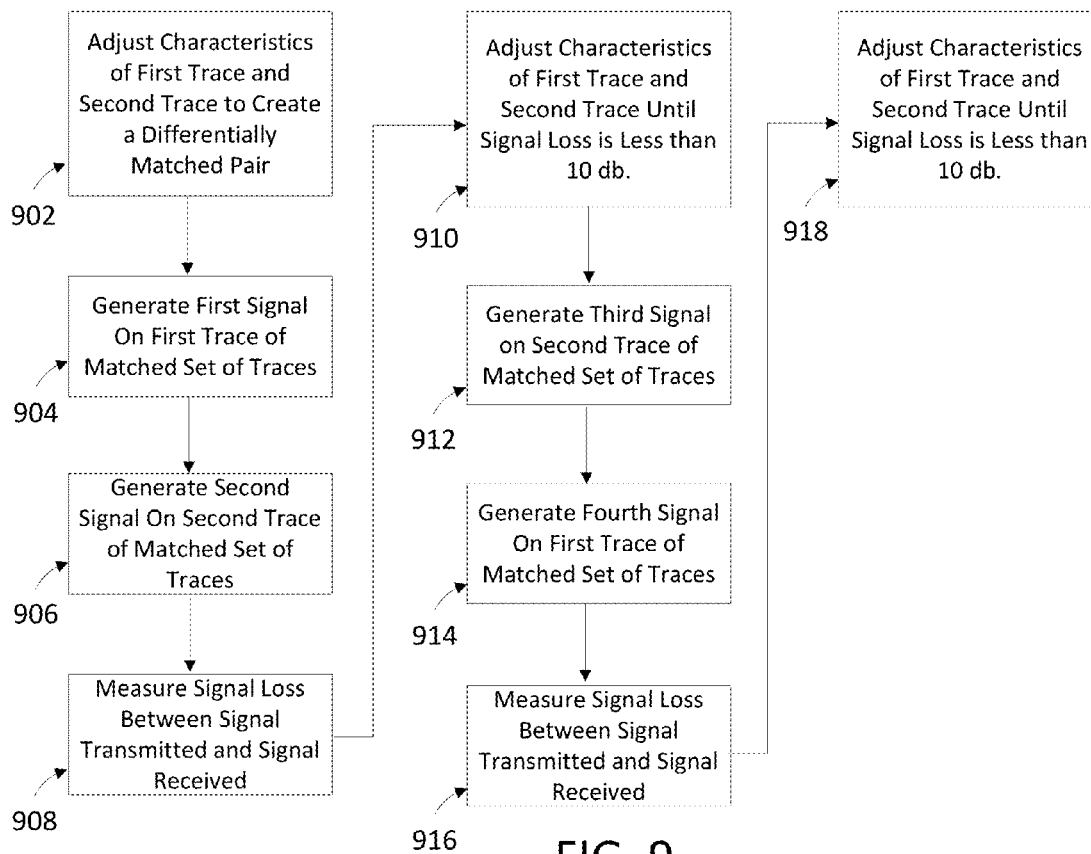 Adjust Characteristics
of First Trace and
Second Trace to Create
a Differentially
Matched Pair
902
Generate First Signal
On First Trace of
Matched Set of Traces
904
Generate Second
Signal On Second Trace
of Matched Set of
Traces
906
Measure Signal Loss
Between Signal
Transmitted and Signal
Received
908
Adjust Characteristics
of First Trace and
Second Trace Until
Signal Loss is Less than
10 db.
910
Generate Third Signal
on Second Trace of
Matched Set of Traces
912
Generate Fourth Signal
On First Trace of
Matched Set of Traces
914
Measure Signal Loss
Between Signal
Transmitted and Signal
Received
916
Adjust Characteristics
of First Trace and
Second Trace Until
Signal Loss is Less than
10 db.
918
FIG. 9